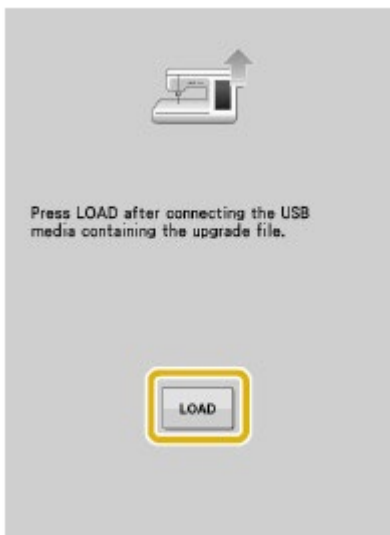 Press LOAD after connecting the USB
media containing the upgrade file.
LOAD